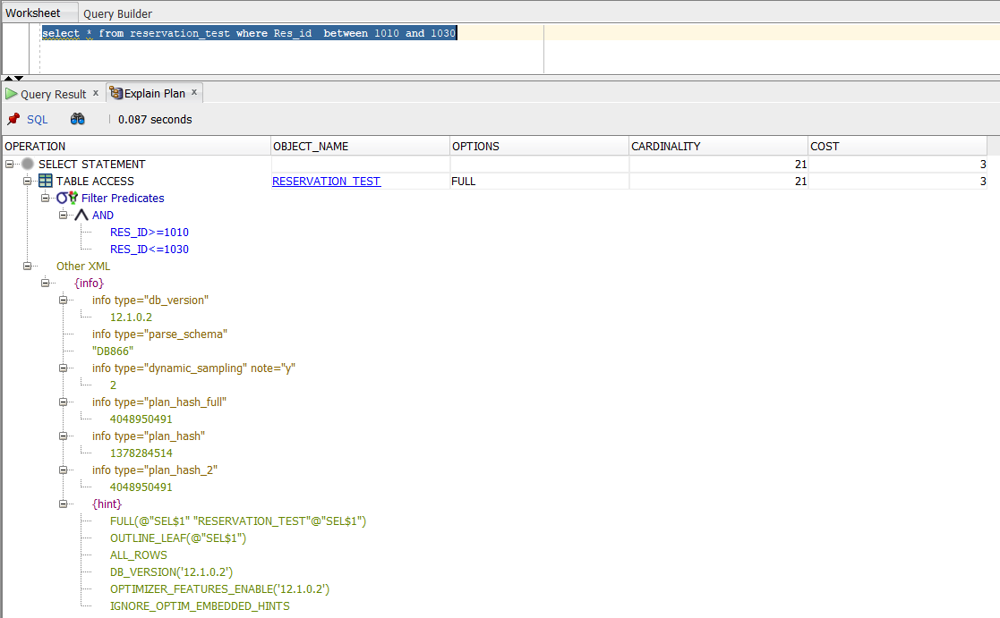 Worksheet Query Builder
select * from reservation_test where Res_id  between 1010 and 1030
Query Result x Explain Plan x
SQL 0.087 seconds
OPERATION OBJECT_NAME OPTIONS CARDINALITY COST
SELECT STATEMENT 21 3
TABLE ACCESS RESERVATION_TEST FULL 21 3
Filter Predicates
AND
RES_ID>=1010
RES_ID<=1030
Other XML
{info}
info type="db_version"
12.1.0.2
info type="parse_schema"
"DB866"
info type="dynamic_sampling" note="y"
2
info type="plan_hash_full"
4048950491
info type="plan_hash"
1378284514
info type="plan_hash_2"
4048950491
{hint}
FULL(@"SEL$1" "RESERVATION_TEST"@"SEL$1")
OUTLINE_LEAF(@"SEL$1")
ALL_ROWS
DB_VERSION('12.1.0.2')
OPTIMIZER_FEATURES_ENABLE('12.1.0.2')
IGNORE_OPTIM_EMBEDDED_HINTS